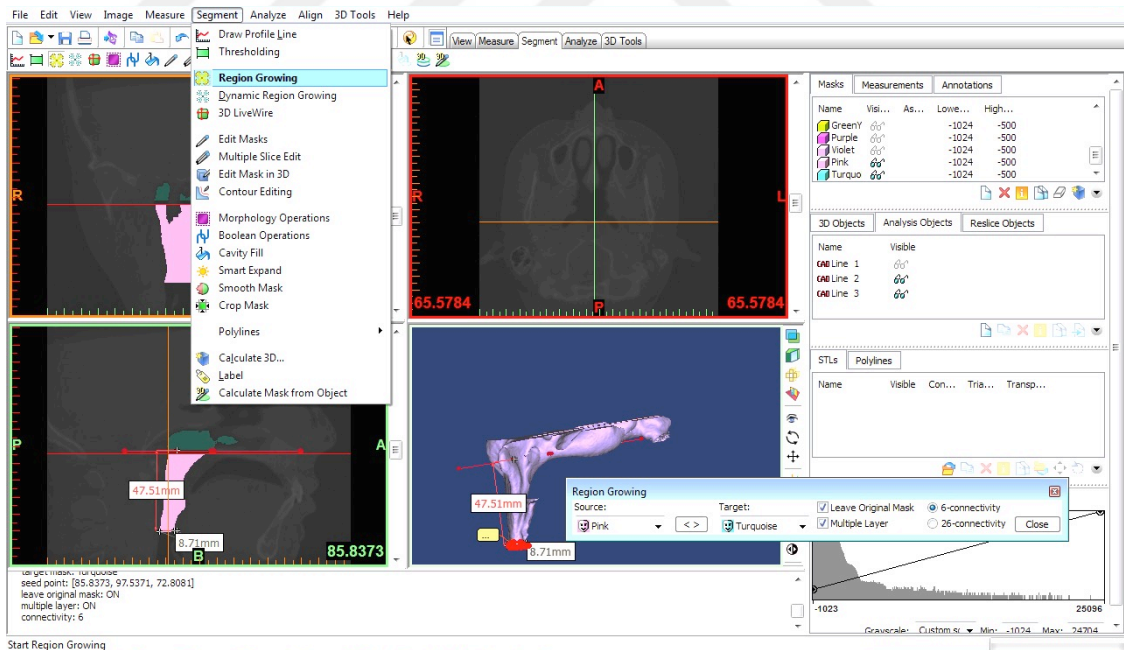 File Edit View Image Measure Segment Analyze Align 3D Tools Help
View Measure Segment Analyze 3D Tools
Draw Profile Line
Thresholding
Region Growing
Dynamic Region Growing
3D LiveWire
Edit Masks
Multiple Slice Edit
Edit Mask in 3D
Contour Editing
Morphology Operations
Boolean Operations
Cavity Fill
Smart Expand
Smooth Mask
Crop Mask
Polylines
Calculate 3D...
Label
Calculate Mask from Object
R
A
R
L
P
65.5784
65.5784
P
A
47.51mm
8.71mm
B
85.8373
47.51mm
...
8.71mm
Masks Measurements Annotations
Name Visi... As... Lowe... High...
GreenY -1024 -500
Purple -1024 -500
Violet -1024 -500
Pink -1024 -500
Turquo -1024 -500
3D Objects Analysis Objects Reslice Objects
Name Visible
CAD Line 1
CAD Line 2
CAD Line 3
STLs Polylines
Name Visible Con... Tria... Transp...
Region Growing
Source: Target:
Pink < > Turquoise
Leave Original Mask 6-connectivity
Multiple Layer 26-connectivity Close
-1023 25096
Grayscale: Custom sc Min: -1024 Max: 24704
target mask: Turquoise
seed point: [85.8373, 97.5371, 72.8081]
leave original mask: ON
multiple layer: ON
connectivity: 6
Start Region Growing